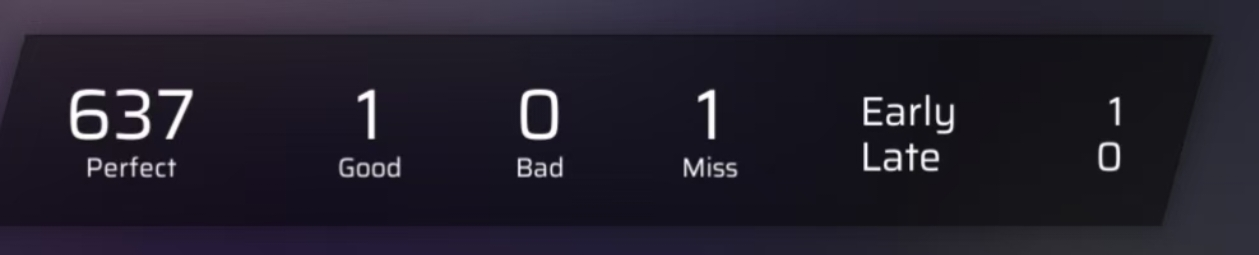 637 1 0 1
Perfect Good Bad Miss
Early 1
Late 0